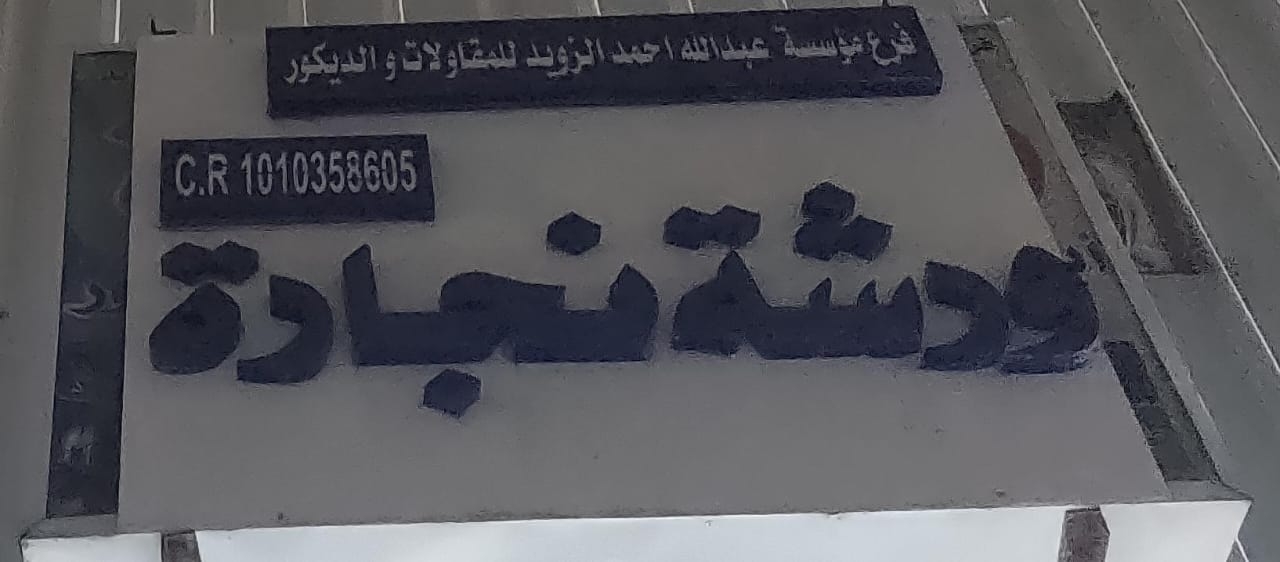 فرع مؤسسة عبدالله احمد الزويد للمقاولات و الديكور
C.R 1010358605
ورشة نجارة